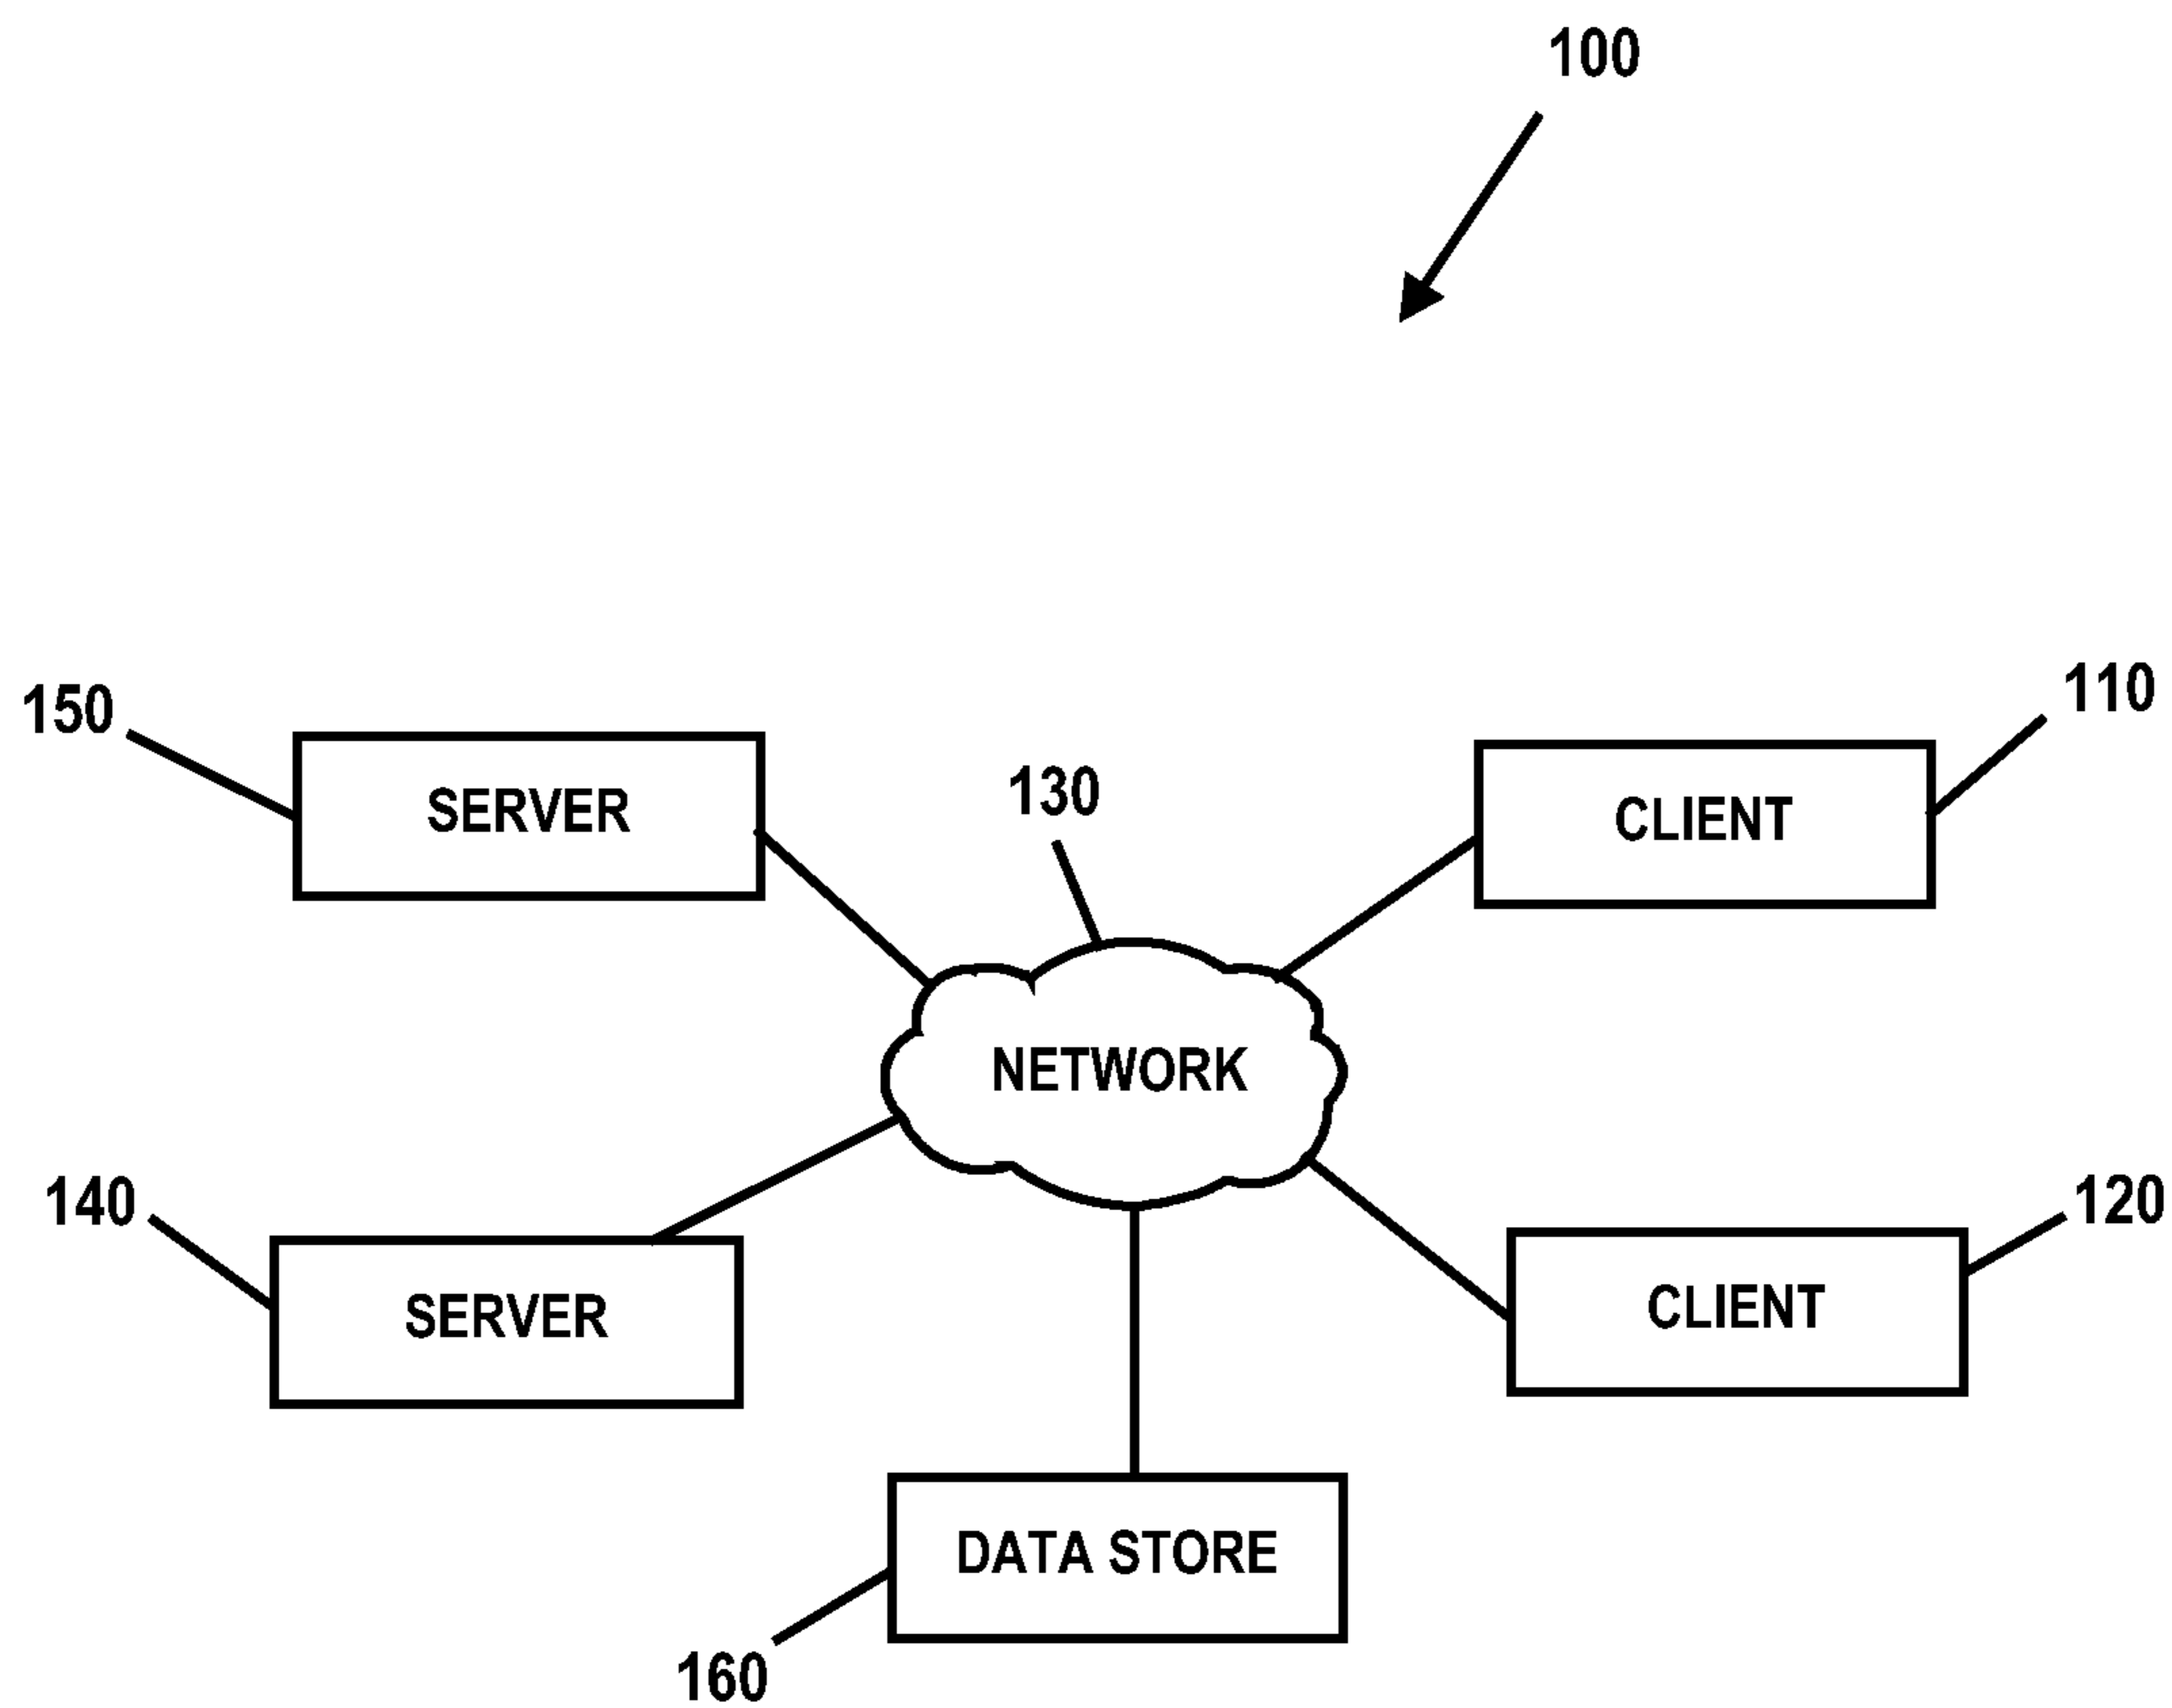 100
150
110
SERVER
130
CLIENT
NETWORK
140
120
SERVER
CLIENT
DATA STORE
160